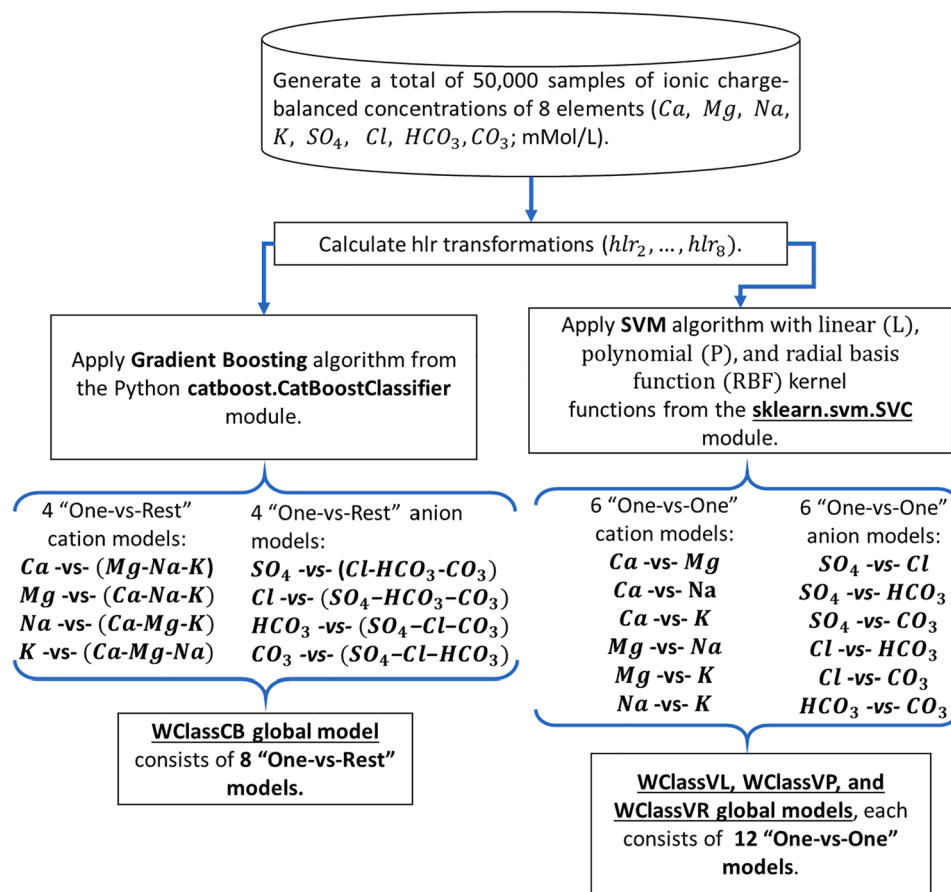 Generate a total of 50,000 samples of ionic charge-
balanced concentrations of 8 elements (Ca, Mg, Na,
K, SO₄, Cl, HCO₃, CO₃; mMol/L).
Calculate hlr transformations (hlr₂, ..., hlr₈).
Apply Gradient Boosting algorithm from
the Python catboost.CatBoostClassifier
module.
Apply SVM algorithm with linear (L),
polynomial (P), and radial basis
function (RBF) kernel
functions from the sklearn.svm.SVC
module.
4 “One-vs-Rest”
cation models:
Ca -vs- (Mg-Na-K)
Mg -vs- (Ca-Na-K)
Na -vs- (Ca-Mg-K)
K -vs- (Ca-Mg-Na)
4 “One-vs-Rest” anion
models:
SO₄ -vs- (Cl-HCO₃-CO₃)
Cl -vs- (SO₄–HCO₃–CO₃)
HCO₃ -vs- (SO₄–Cl–CO₃)
CO₃ -vs- (SO₄–Cl–HCO₃)
6 “One-vs-One”
cation models:
Ca -vs- Mg
Ca -vs- Na
Ca -vs- K
Mg -vs- Na
Mg -vs- K
Na -vs- K
6 “One-vs-One”
anion models:
SO₄ -vs- Cl
SO₄ -vs- HCO₃
SO₄ -vs- CO₃
Cl -vs- HCO₃
Cl -vs- CO₃
HCO₃ -vs- CO₃
WClassCB global model
consists of 8 “One-vs-Rest”
models.
WClassVL, WClassVP, and
WClassVR global models, each
consists of 12 “One-vs-One”
models.